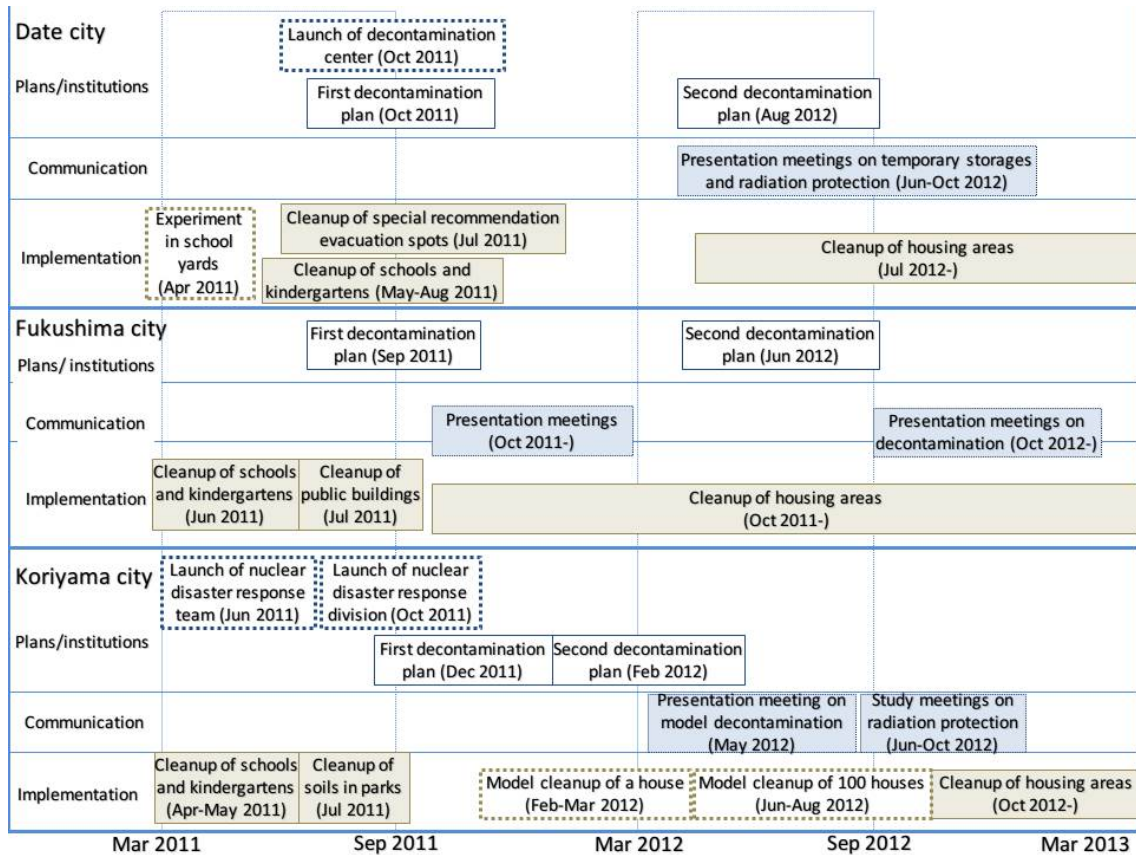 Date city
Launch of decontamination
center (Oct 2011)
Plans/institutions
First decontamination
plan (Oct 2011)
Second decontamination
plan (Aug 2012)
Communication
Presentation meetings on temporary storages
and radiation protection (Jun-Oct 2012)
Implementation
Experiment
in school
yards
(Apr 2011)
Cleanup of special recommendation
evacuation spots (Jul 2011)
Cleanup of schools and
kindergartens (May-Aug 2011)
Cleanup of housing areas
(Jul 2012-)
Fukushima city
Plans/ institutions
First decontamination
plan (Sep 2011)
Second decontamination
plan (Jun 2012)
Communication
Presentation meetings
(Oct 2011-)
Presentation meetings on
decontamination (Oct 2012-)
Implementation
Cleanup of schools
and kindergartens
(Jun 2011)
Cleanup of
public buildings
(Jul 2011)
Cleanup of housing areas
(Oct 2011-)
Koriyama city
Launch of nuclear
disaster response
team (Jun 2011)
Launch of nuclear
disaster response
division (Oct 2011)
Plans/institutions
First decontamination
plan (Dec 2011)
Second decontamination
plan (Feb 2012)
Communication
Presentation meeting on
model decontamination
(May 2012)
Study meetings on
radiation protection
(Jun-Oct 2012)
Implementation
Cleanup of schools
and kindergartens
(Apr-May 2011)
Cleanup of
soils in parks
(Jul 2011)
Model cleanup of a house
(Feb-Mar 2012)
Model cleanup of 100 houses
(Jun-Aug 2012)
Cleanup of housing areas
(Oct 2012-)
Mar 2011
Sep 2011
Mar 2012
Sep 2012
Mar 2013